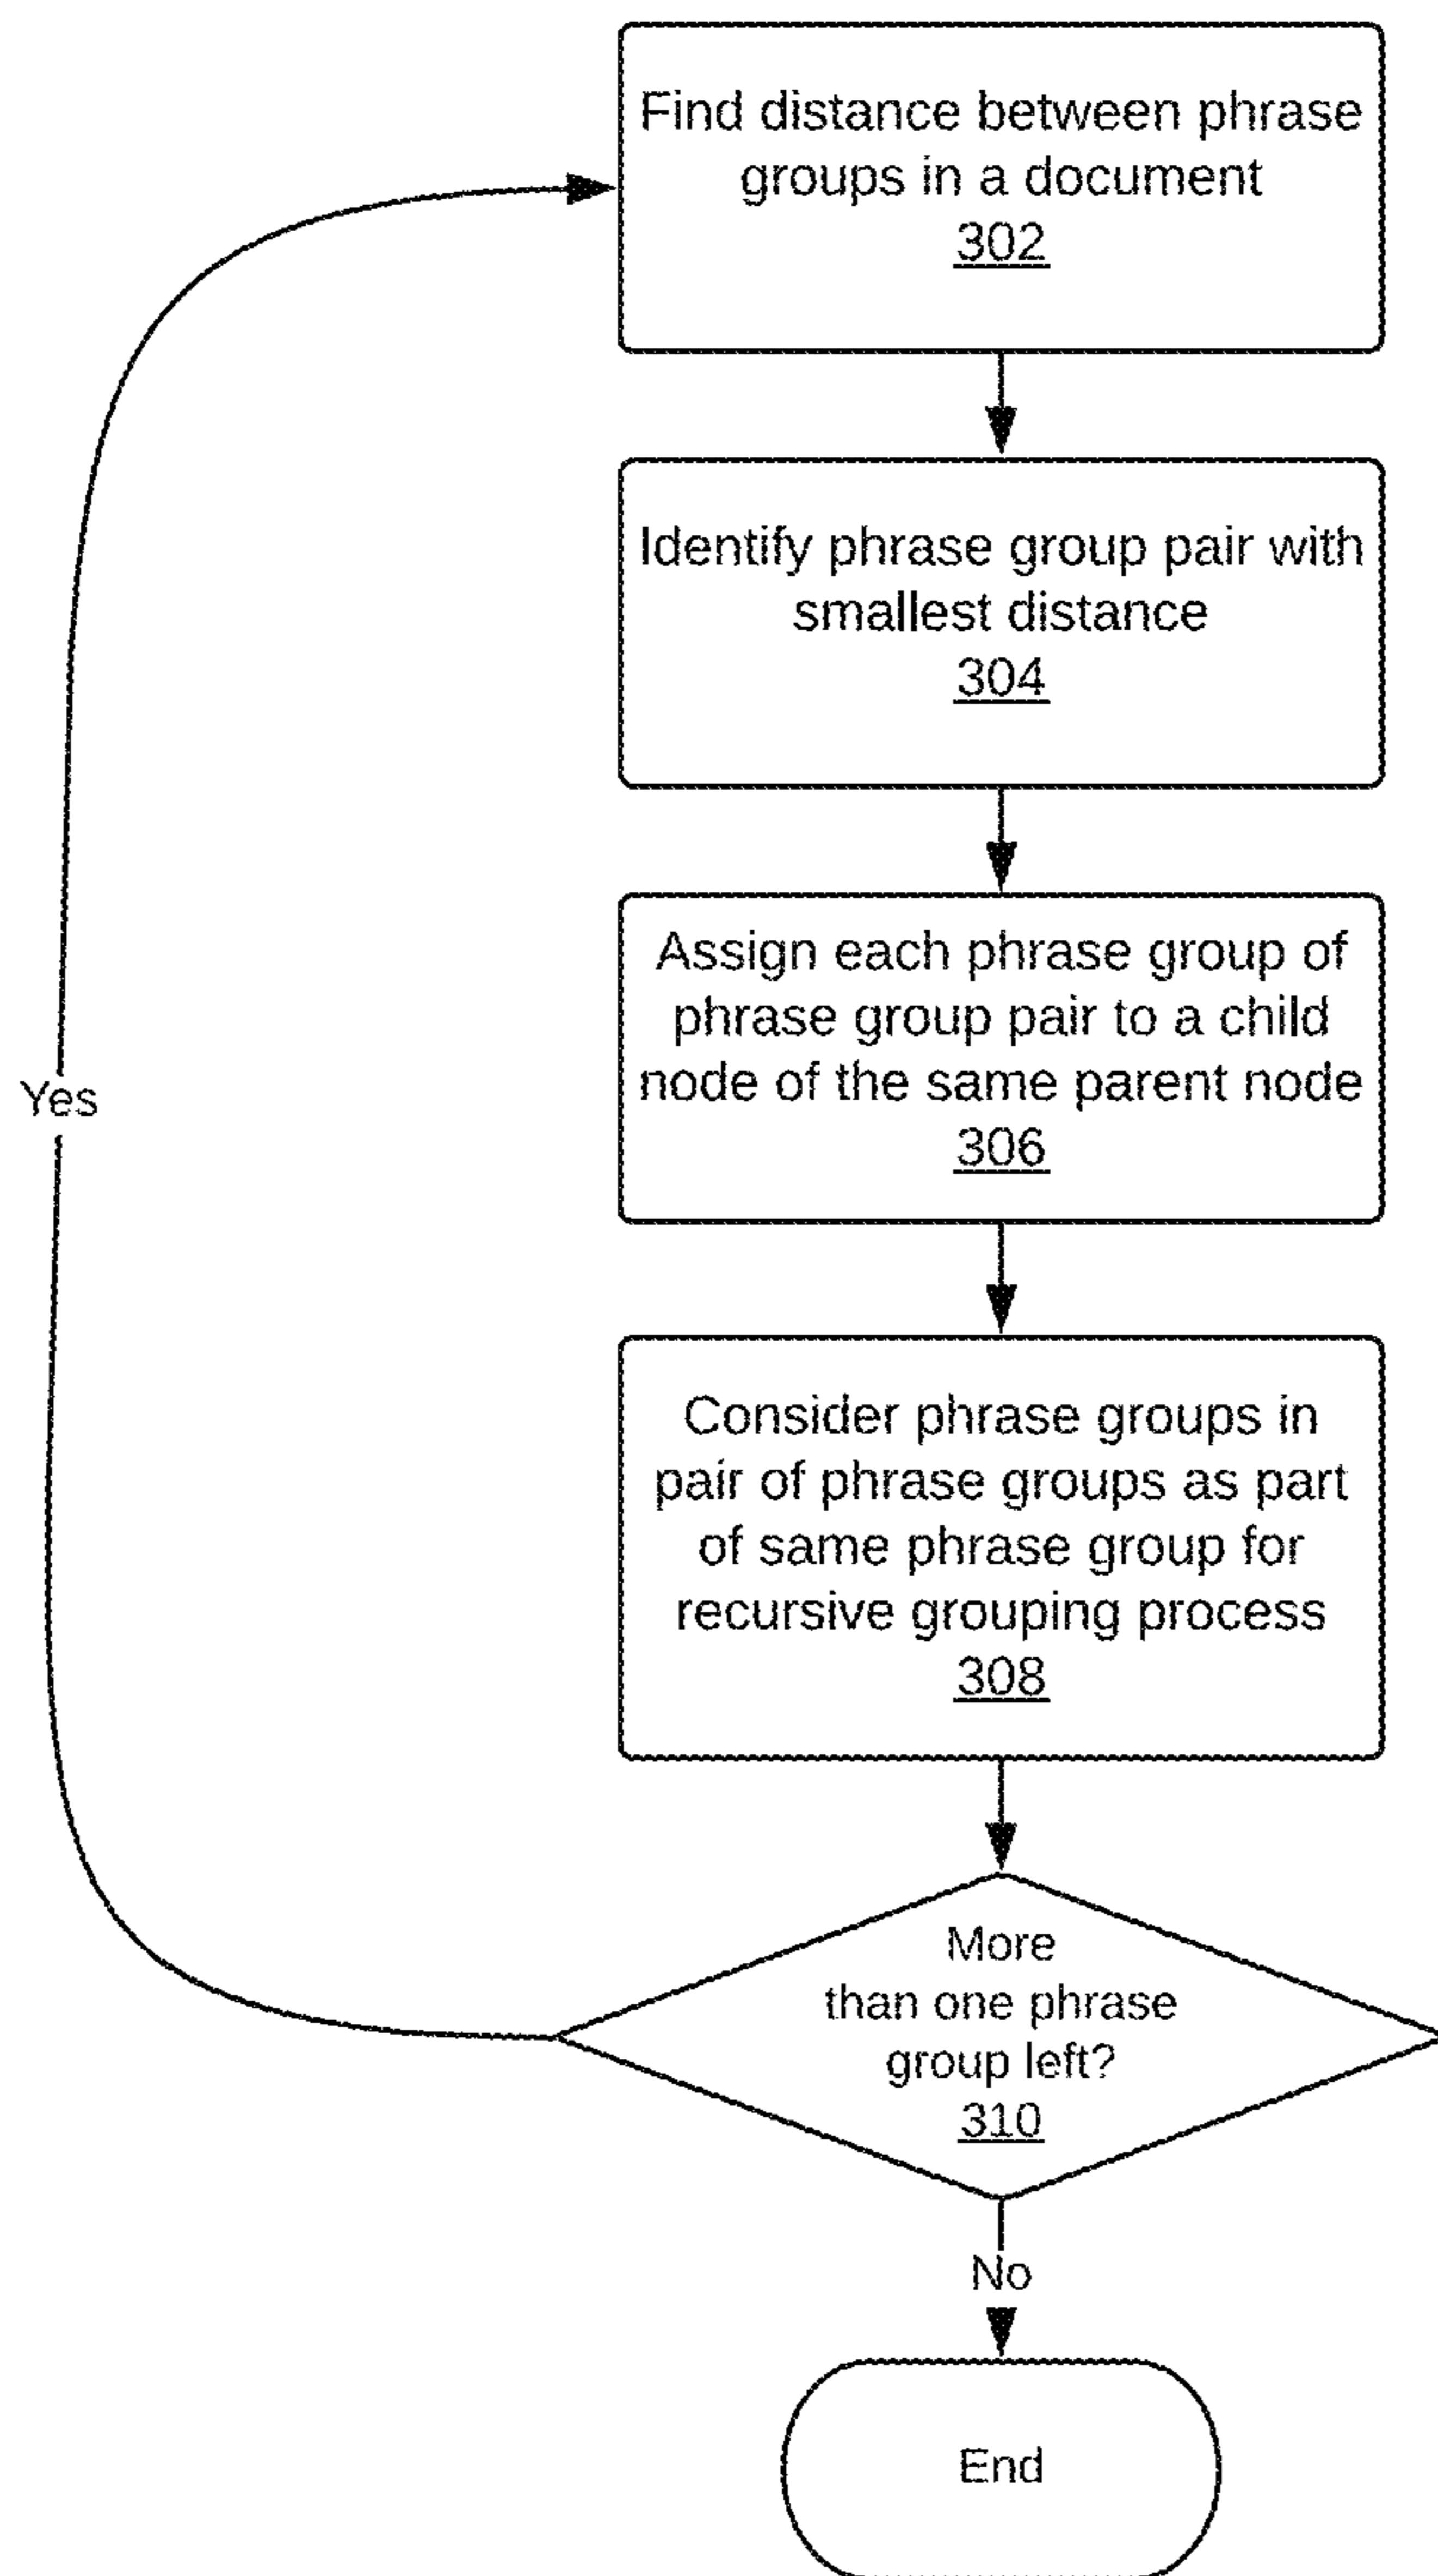 Find distance between phrase
groups in a document
302
Identify phrase group pair with
smallest distance
304
Assign each phrase group of
phrase group pair to a child
node of the same parent node
306
Yes
Consider phrase groups in
pair of phrase groups as part
of same phrase group for
recursive grouping process
308
More
than one phrase
group left?
310
No
End